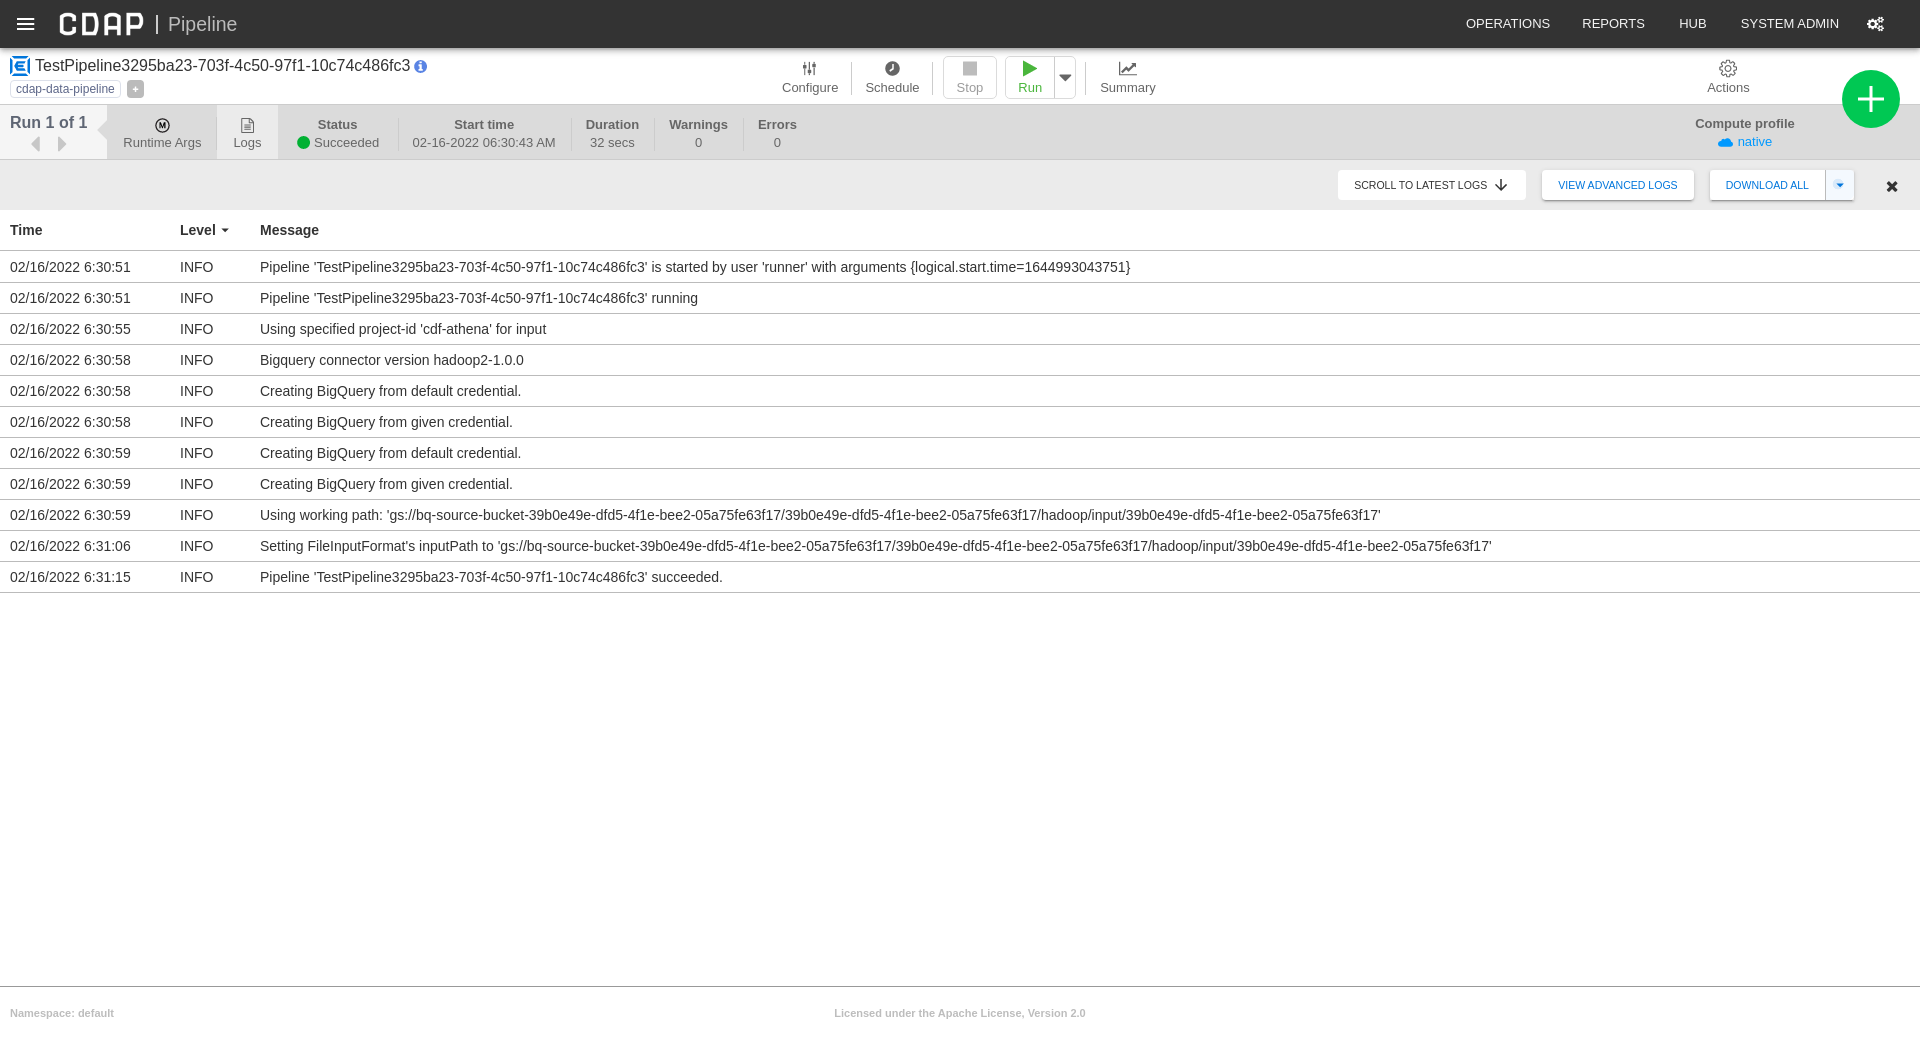 CDAP | Pipeline
OPERATIONS REPORTS HUB SYSTEM ADMIN
TestPipeline3295ba23-703f-4c50-97f1-10c74c486fc3
cdap-data-pipeline +
Configure Schedule Stop Run Summary Actions
Run 1 of 1
Runtime Args Logs
Status Start time Duration Warnings Errors Compute profile
Succeeded 02-16-2022 06:30:43 AM 32 secs 0 0 native
SCROLL TO LATEST LOGS VIEW ADVANCED LOGS DOWNLOAD ALL
Time Level Message
02/16/2022 6:30:51 INFO Pipeline 'TestPipeline3295ba23-703f-4c50-97f1-10c74c486fc3' is started by user 'runner' with arguments {logical.start.time=1644993043751}
02/16/2022 6:30:51 INFO Pipeline 'TestPipeline3295ba23-703f-4c50-97f1-10c74c486fc3' running
02/16/2022 6:30:55 INFO Using specified project-id 'cdf-athena' for input
02/16/2022 6:30:58 INFO Bigquery connector version hadoop2-1.0.0
02/16/2022 6:30:58 INFO Creating BigQuery from default credential.
02/16/2022 6:30:58 INFO Creating BigQuery from given credential.
02/16/2022 6:30:59 INFO Creating BigQuery from default credential.
02/16/2022 6:30:59 INFO Creating BigQuery from given credential.
02/16/2022 6:30:59 INFO Using working path: 'gs://bq-source-bucket-39b0e49e-dfd5-4f1e-bee2-05a75fe63f17/39b0e49e-dfd5-4f1e-bee2-05a75fe63f17/hadoop/input/39b0e49e-dfd5-4f1e-bee2-05a75fe63f17'
02/16/2022 6:31:06 INFO Setting FileInputFormat's inputPath to 'gs://bq-source-bucket-39b0e49e-dfd5-4f1e-bee2-05a75fe63f17/39b0e49e-dfd5-4f1e-bee2-05a75fe63f17/hadoop/input/39b0e49e-dfd5-4f1e-bee2-05a75fe63f17'
02/16/2022 6:31:15 INFO Pipeline 'TestPipeline3295ba23-703f-4c50-97f1-10c74c486fc3' succeeded.
Namespace: default Licensed under the Apache License, Version 2.0